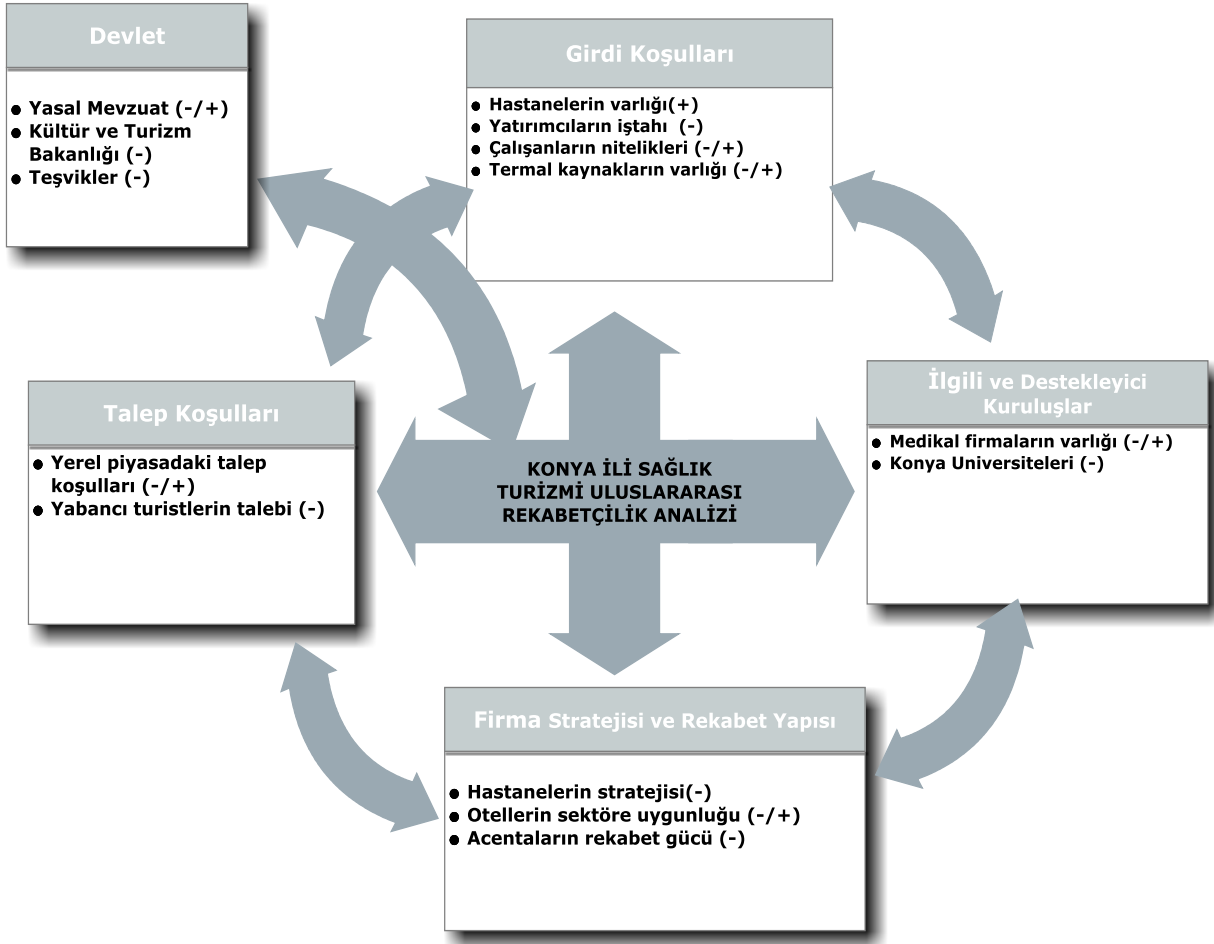 Devlet
● Yasal Mevzuat (-/+)
● Kültür ve Turizm
Bakanlığı (-)
● Teşvikler (-)
Girdi Koşulları
● Hastanelerin varlığı(+)
● Yatırımcıların iştahı (-)
● Çalışanların nitelikleri (-/+)
● Termal kaynakların varlığı (-/+)
Talep Koşulları
● Yerel piyasadaki talep
koşulları (-/+)
● Yabancı turistlerin talebi (-)
KONYA İLİ SAĞLIK
TURİZMİ ULUSLARARASI
REKABETÇİLİK ANALİZİ
İlgili ve Destekleyici
Kuruluşlar
● Medikal firmaların varlığı (-/+)
● Konya Universiteleri (-)
Firma Stratejisi ve Rekabet Yapısı
● Hastanelerin stratejisi(-)
● Otellerin sektöre uygunluğu (-/+)
● Acentaların rekabet gücü (-)